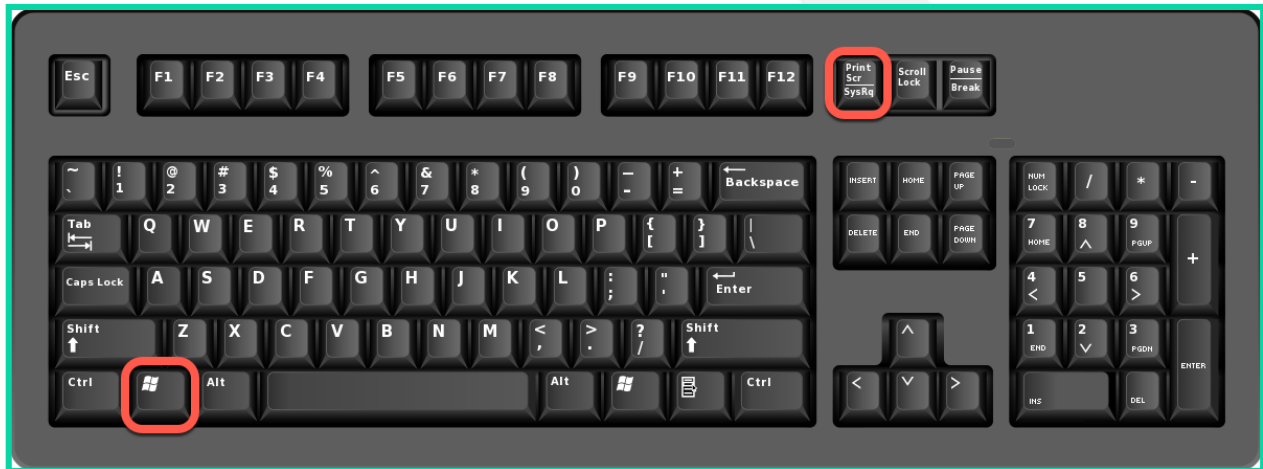 Esc F1 F2 F3 F4 F5 F6 F7 F8 F9 F10 F11 F12
Print
Scr
SysRq
Scroll
Lock
Pause
Break
~ ! @ # $ % ^ & * ( ) _ +
` 1 2 3 4 5 6 7 8 9 0 - = Backspace
INSERT HOME PAGE
UP
NUM
LOCK
/ * -
Tab Q W E R T Y U I O P { } |
[ ] \
DELETE END PAGE
DOWN
7 8 9
HOME ^ PGUP
+
Caps Lock A S D F G H J K L : "
; ' Enter
4 5 6
< >
Shift Z X C V B N M < > ? Shift
, . /
^
1 2 3
END v PGDN
ENTER
Ctrl Alt Alt Ctrl
< v >
INS DEL